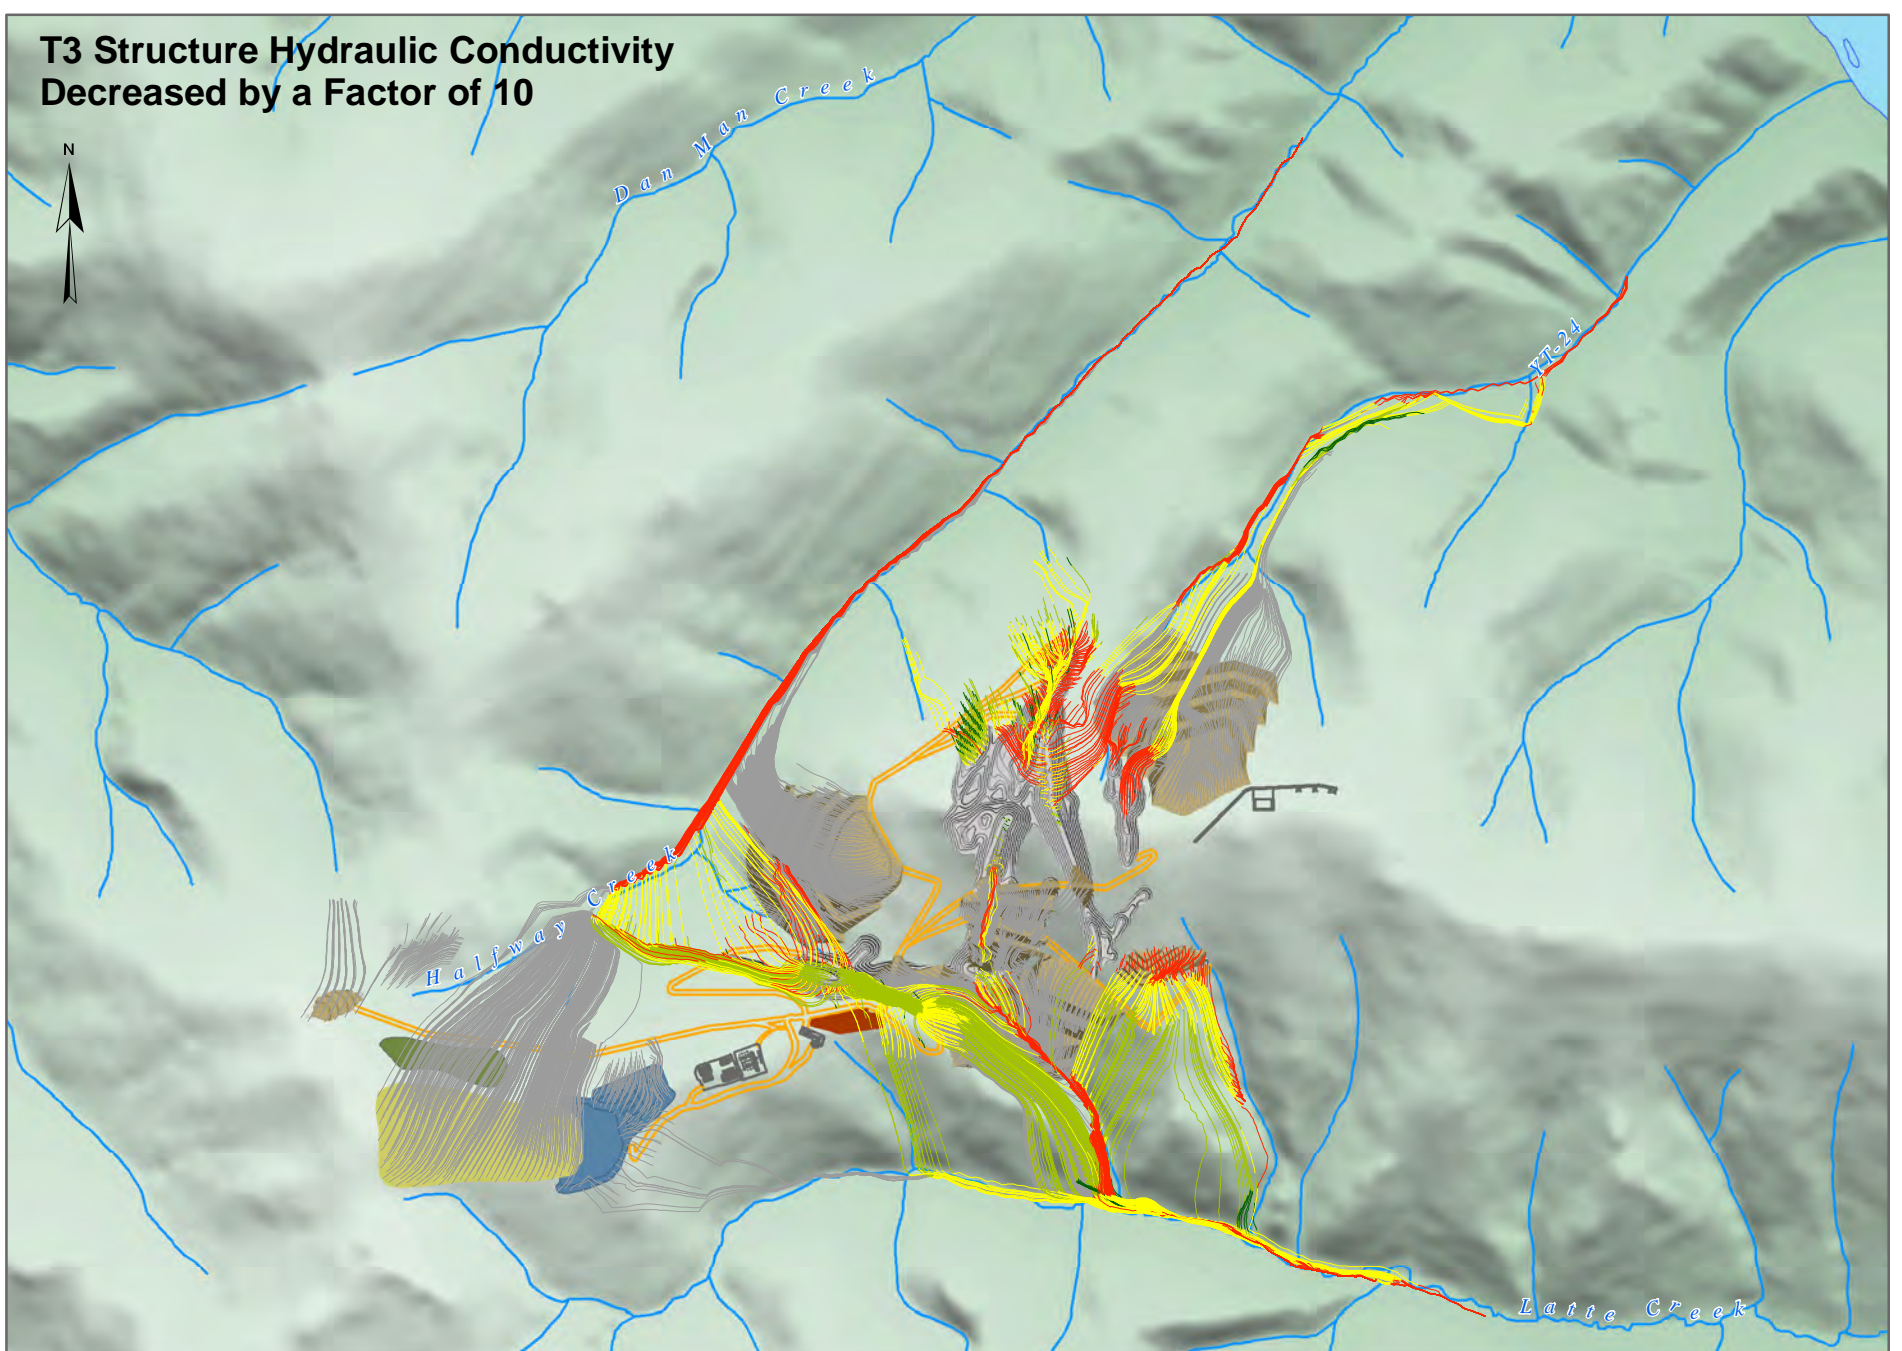 T3 Structure Hydraulic Conductivity
Decreased by a Factor of 10
N
Dan Man Creek
YT-24
Halfway Creek
Latte Creek